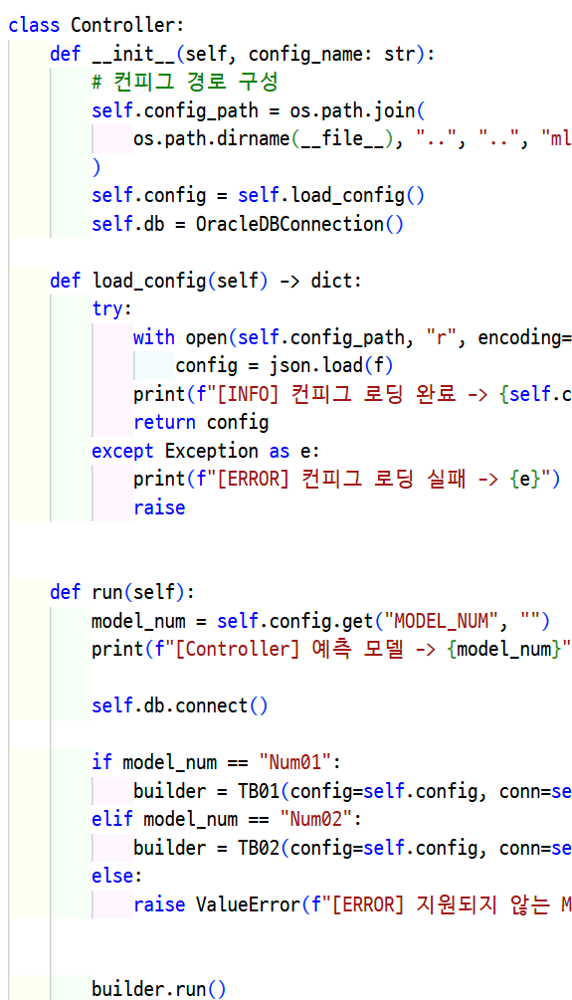 class Controller:
    def __init__(self, config_name: str):
        # 컨피그 경로 구성
        self.config_path = os.path.join(
            os.path.dirname(__file__), "..", "..", "ml
        )
        self.config = self.load_config()
        self.db = OracleDBConnection()
    def load_config(self) -> dict:
        try:
            with open(self.config_path, "r", encoding=
                config = json.load(f)
            print(f"[INFO] 컨피그 로딩 완료 -> {self.c
            return config
        except Exception as e:
            print(f"[ERROR] 컨피그 로딩 실패 -> {e}")
            raise
    def run(self):
        model_num = self.config.get("MODEL_NUM", "")
        print(f"[Controller] 예측 모델 -> {model_num}"
        self.db.connect()
        if model_num == "Num01":
            builder = TB01(config=self.config, conn=se
        elif model_num == "Num02":
            builder = TB02(config=self.config, conn=se
        else:
            raise ValueError(f"[ERROR] 지원되지 않는 M
        builder.run()